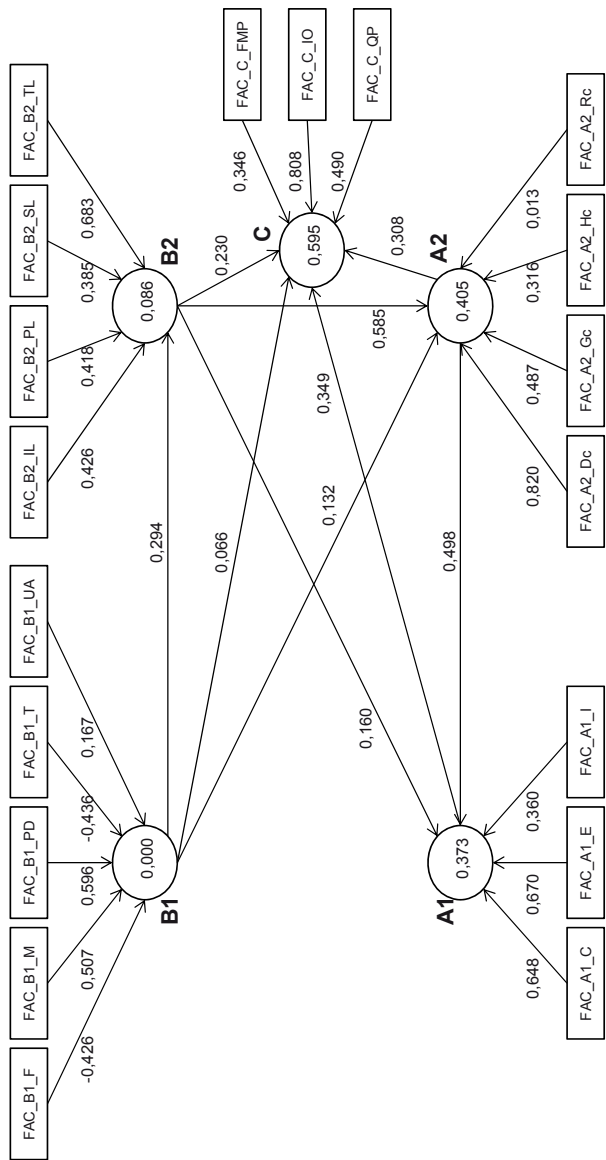 FAC_B1_F
FAC_B1_M
FAC_B1_PD
FAC_B1_T
FAC_B1_UA
FAC_B2_IL
FAC_B2_PL
FAC_B2_SL
FAC_B2_TL
-0,426
0,507
0,596
-0,436
0,167
0,426
0,418
0,385
0,683
0,000
B1
0,294
0,086
B2
FAC_C_FMP
FAC_C_IO
FAC_C_QP
0,346
0,808
0,490
0,230
C
0,595
0,066
0,585
0,308
0,349
0,132
0,160
0,498
A1
0,373
A2
0,405
0,648
0,670
0,360
0,820
0,487
0,316
0,013
FAC_A1_C
FAC_A1_E
FAC_A1_I
FAC_A2_Dc
FAC_A2_Gc
FAC_A2_Hc
FAC_A2_Rc